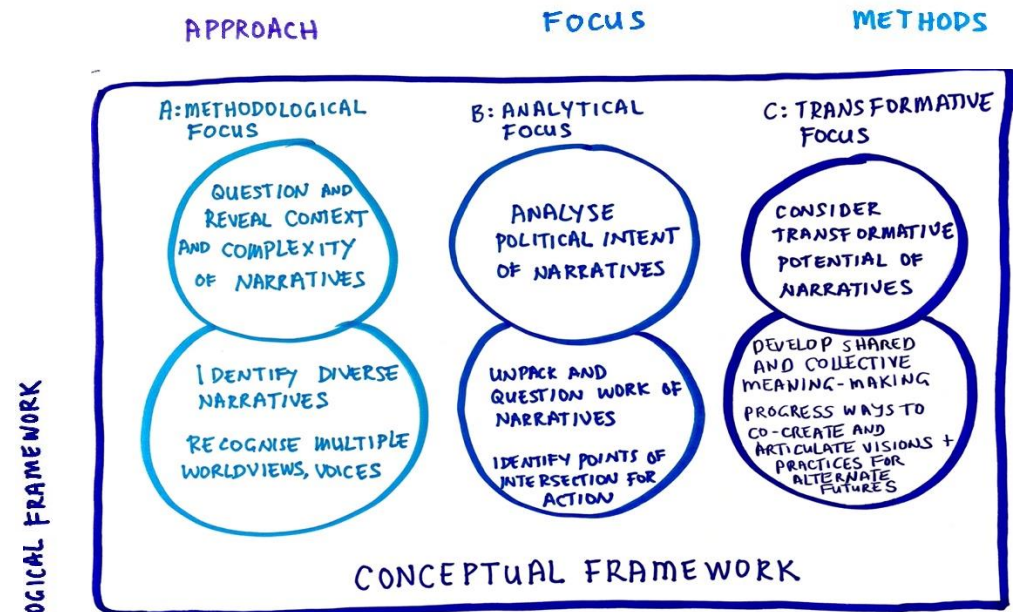 APPROACH
FOCUS
METHODS
A: METHODOLOGICAL
FOCUS
QUESTION AND
REVEAL CONTEXT
AND COMPLEXITY
OF NARRATIVES
IDENTIFY DIVERSE
NARRATIVES
RECOGNISE MULTIPLE
WORLDVIEWS, VOICES
B: ANALYTICAL
FOCUS
ANALYSE
POLITICAL INTENT
OF NARRATIVES
UNPACK AND
QUESTION WORK OF
NARRATIVES
IDENTIFY POINTS OF
INTERSECTION FOR
ACTION
C: TRANSFORMATIVE
FOCUS
CONSIDER
TRANSFORMATIVE
POTENTIAL OF
NARRATIVES
DEVELOP SHARED
AND COLLECTIVE
MEANING-MAKING
PROGRESS WAYS TO
CO-CREATE AND
ARTICULATE VISIONS +
PRACTICES FOR
ALTERNATE
FUTURES
CONCEPTUAL FRAMEWORK
FRAMEWORK